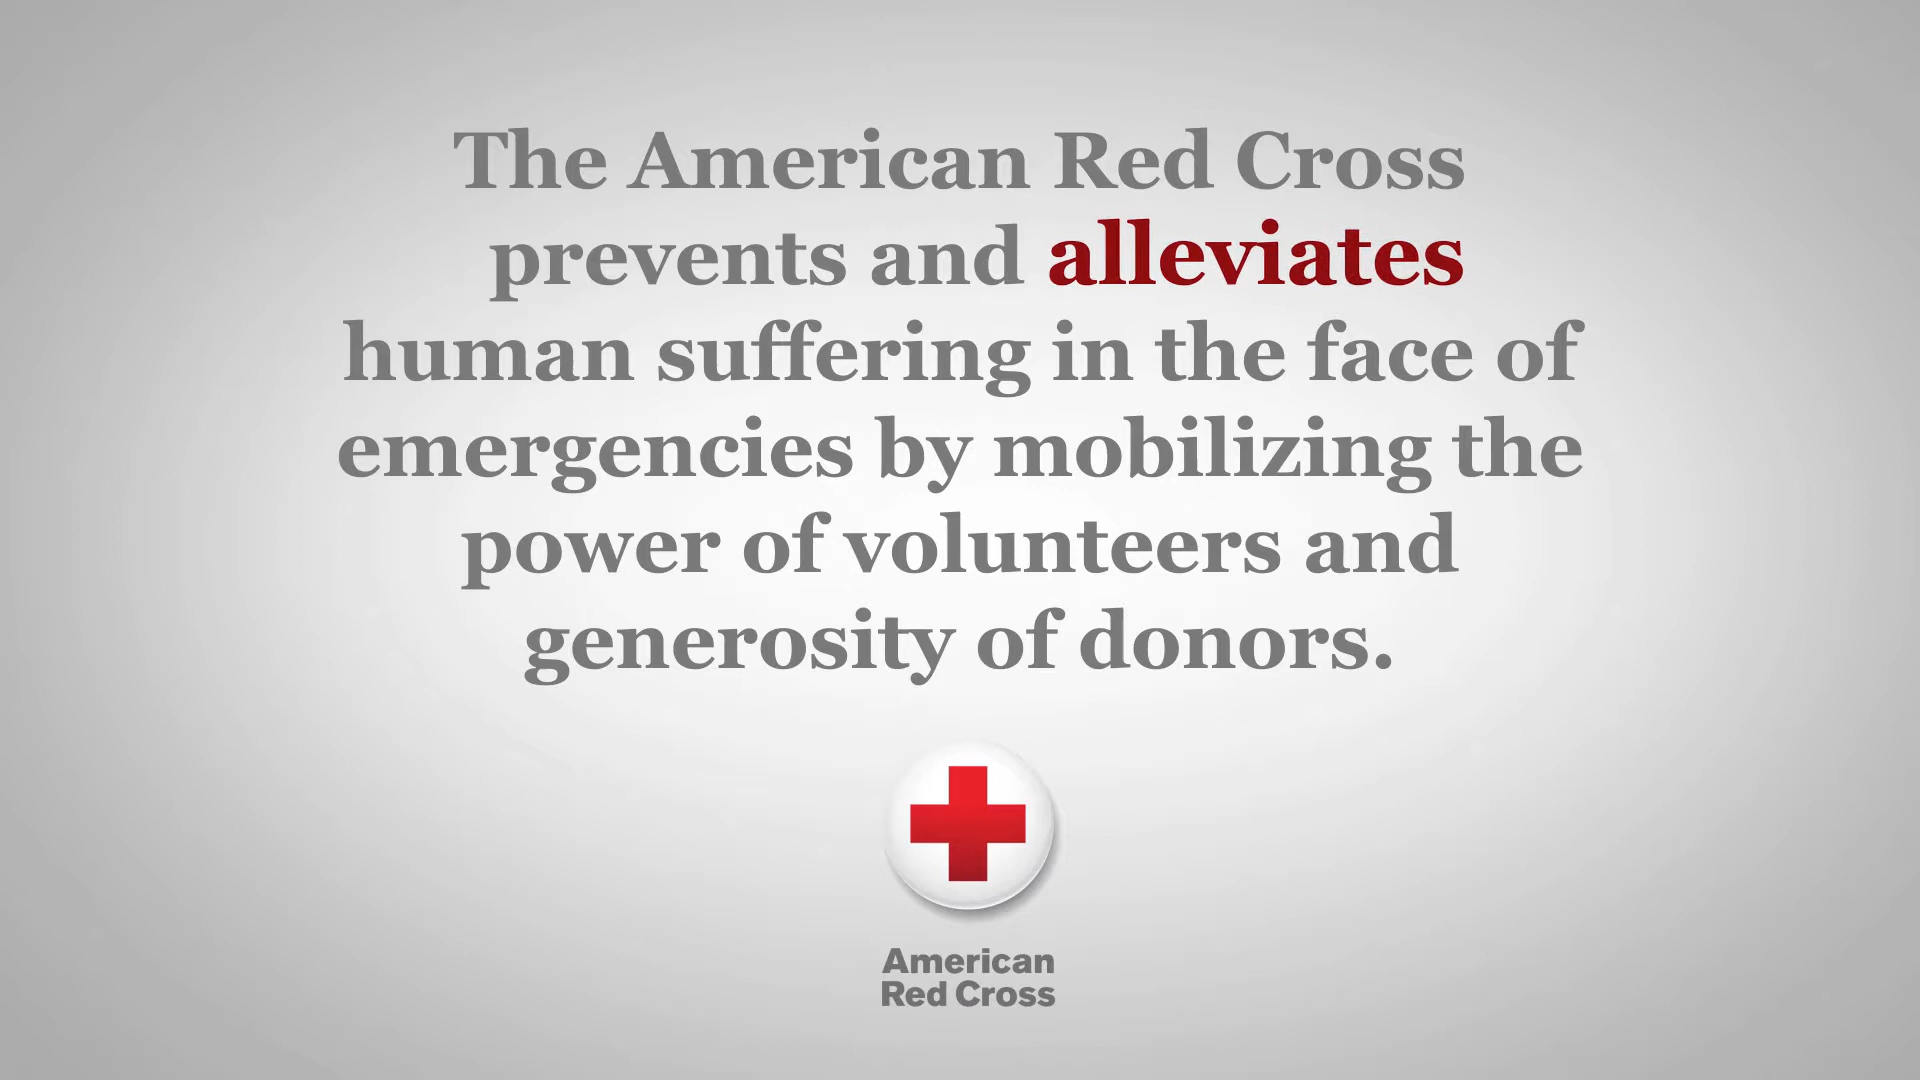 The American Red Cross
prevents and alleviates
human suffering in the face of
emergencies by mobilizing the
power of volunteers and
generosity of donors.
American
Red Cross